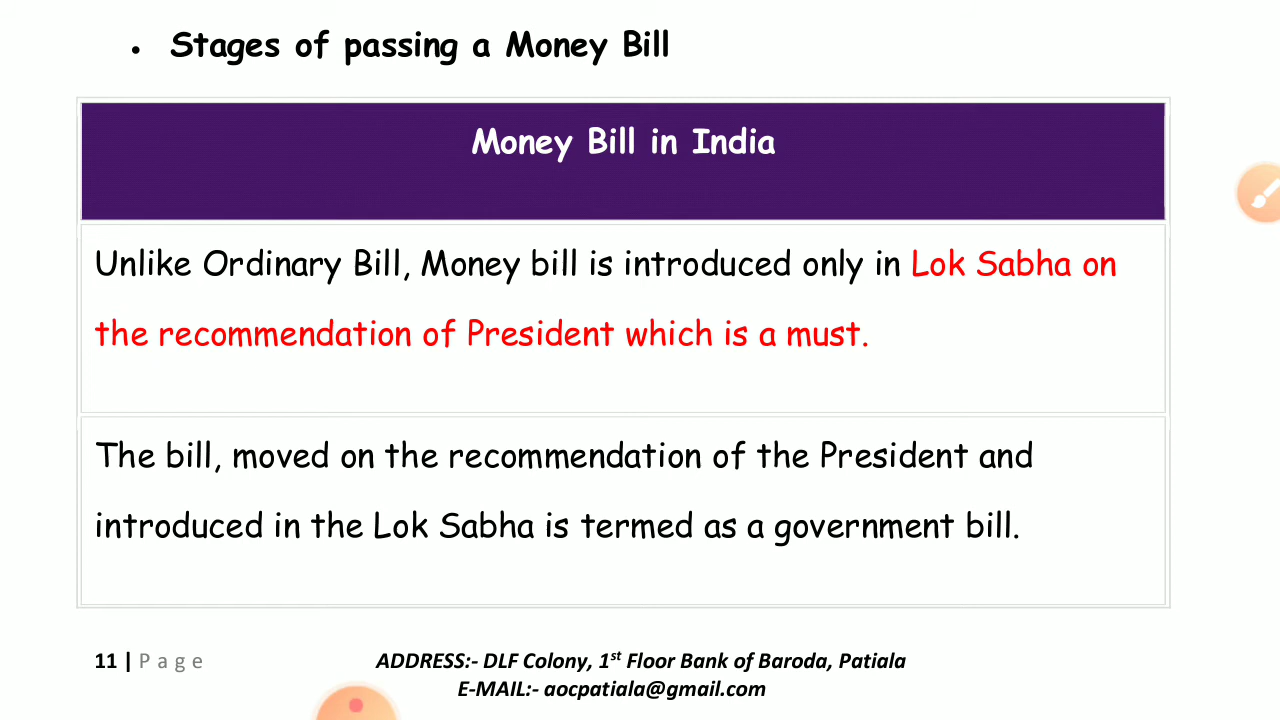 • Stages of passing a Money Bill
Money Bill in India
Unlike Ordinary Bill, Money bill is introduced only in Lok Sabha on
the recommendation of President which is a must.
The bill, moved on the recommendation of the President and
introduced in the Lok Sabha is termed as a government bill.
11 | P a g e
ADDRESS:- DLF Colony, 1st Floor Bank of Baroda, Patiala
E-MAIL:- aocpatiala@gmail.com